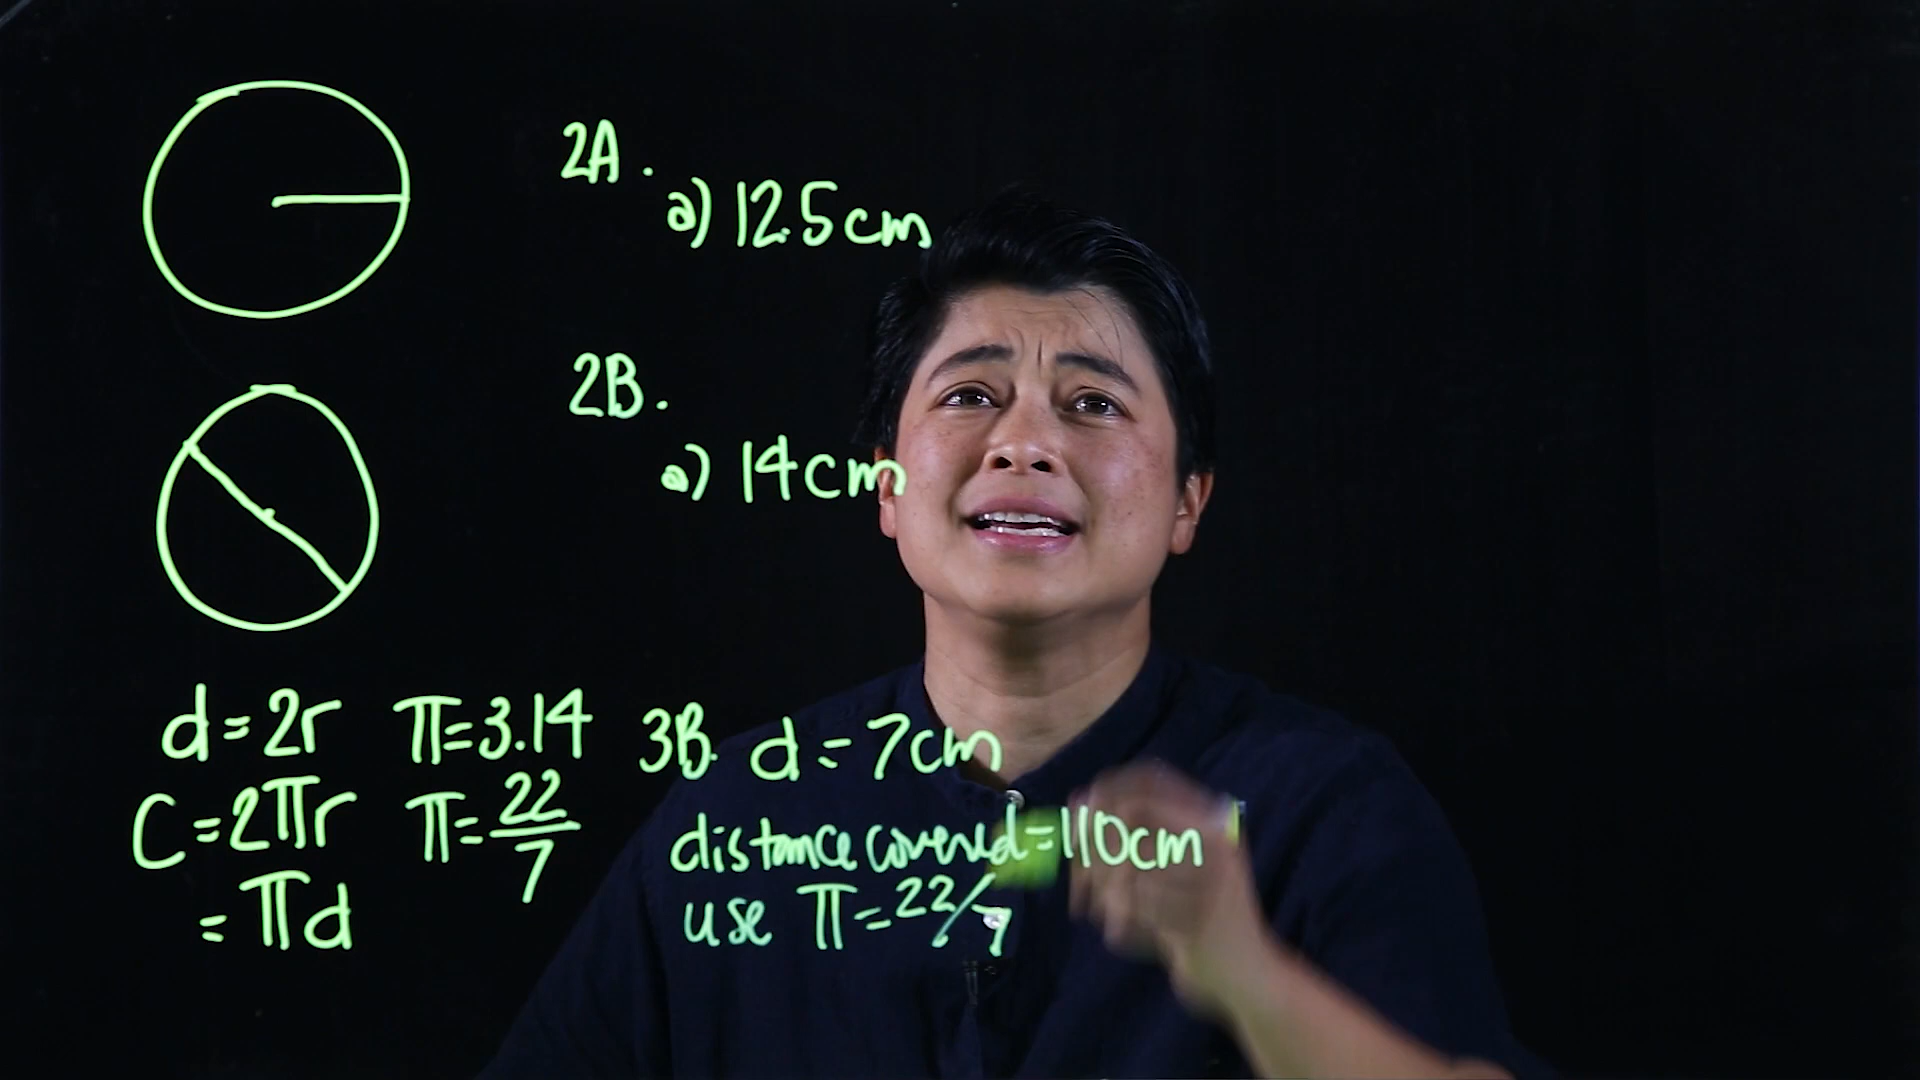 2A.
a) 12.5cm
2B.
a) 14cm
d=2r
π=3.14
C=2πr
π=22/7
=πd
3B. d=7cm
distance covered=110cm
use π=22/7